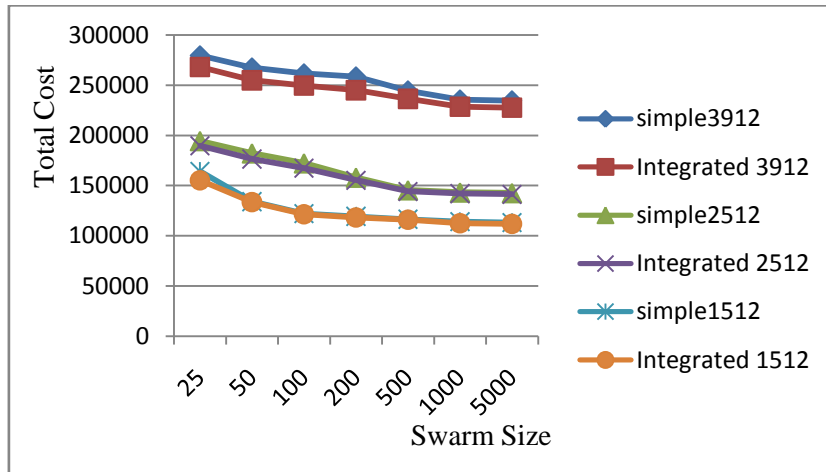 Total Cost
300000
250000
200000
150000
100000
50000
0
25
50
100
200
500
1000
5000
Swarm Size
simple3912
Integrated 3912
simple2512
Integrated 2512
simple1512
Integrated 1512